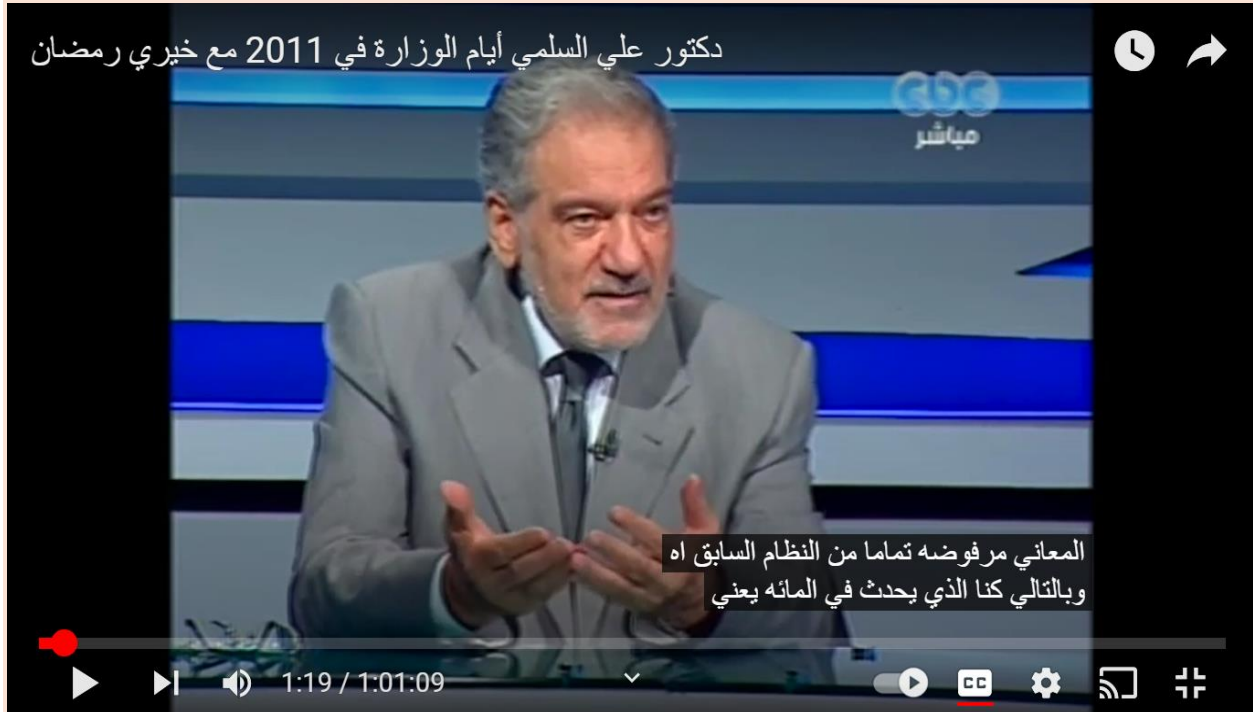 دكتور علي السلمي أيام الوزارة في 2011 مع خيري رمضان
cbc
مباشر
المعاني مرفوضه تماما من النظام السابق اه
وبالتالي كنا الذي يحدث في المائه يعني
1:19 / 1:01:09
CC